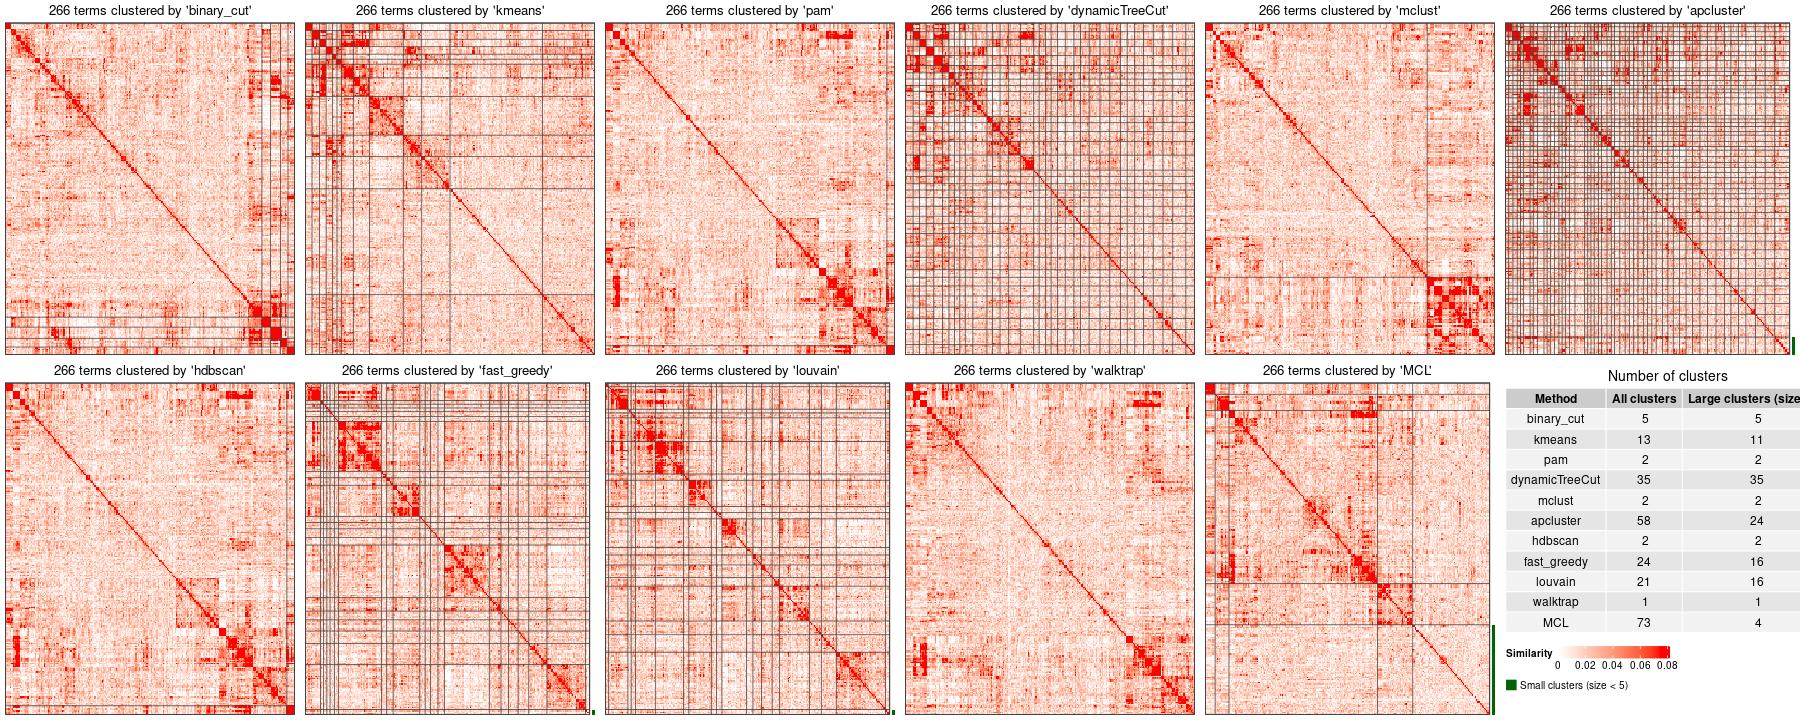 266 terms clustered by 'binary_cut'
266 terms clustered by 'kmeans'
266 terms clustered by 'pam'
266 terms clustered by 'dynamicTreeCut'
266 terms clustered by 'mclust'
266 terms clustered by 'apcluster'
266 terms clustered by 'hdbscan'
266 terms clustered by 'fast_greedy'
266 terms clustered by 'louvain'
266 terms clustered by 'walktrap'
266 terms clustered by 'MCL'
Number of clusters
Method All clusters Large clusters (size
binary_cut 5 5
kmeans 13 11
pam 2 2
dynamicTreeCut 35 35
mclust 2 2
apcluster 58 24
hdbscan 2 2
fast_greedy 24 16
louvain 21 16
walktrap 1 1
MCL 73 4
Similarity
0 0.02 0.04 0.06 0.08
Small clusters (size < 5)